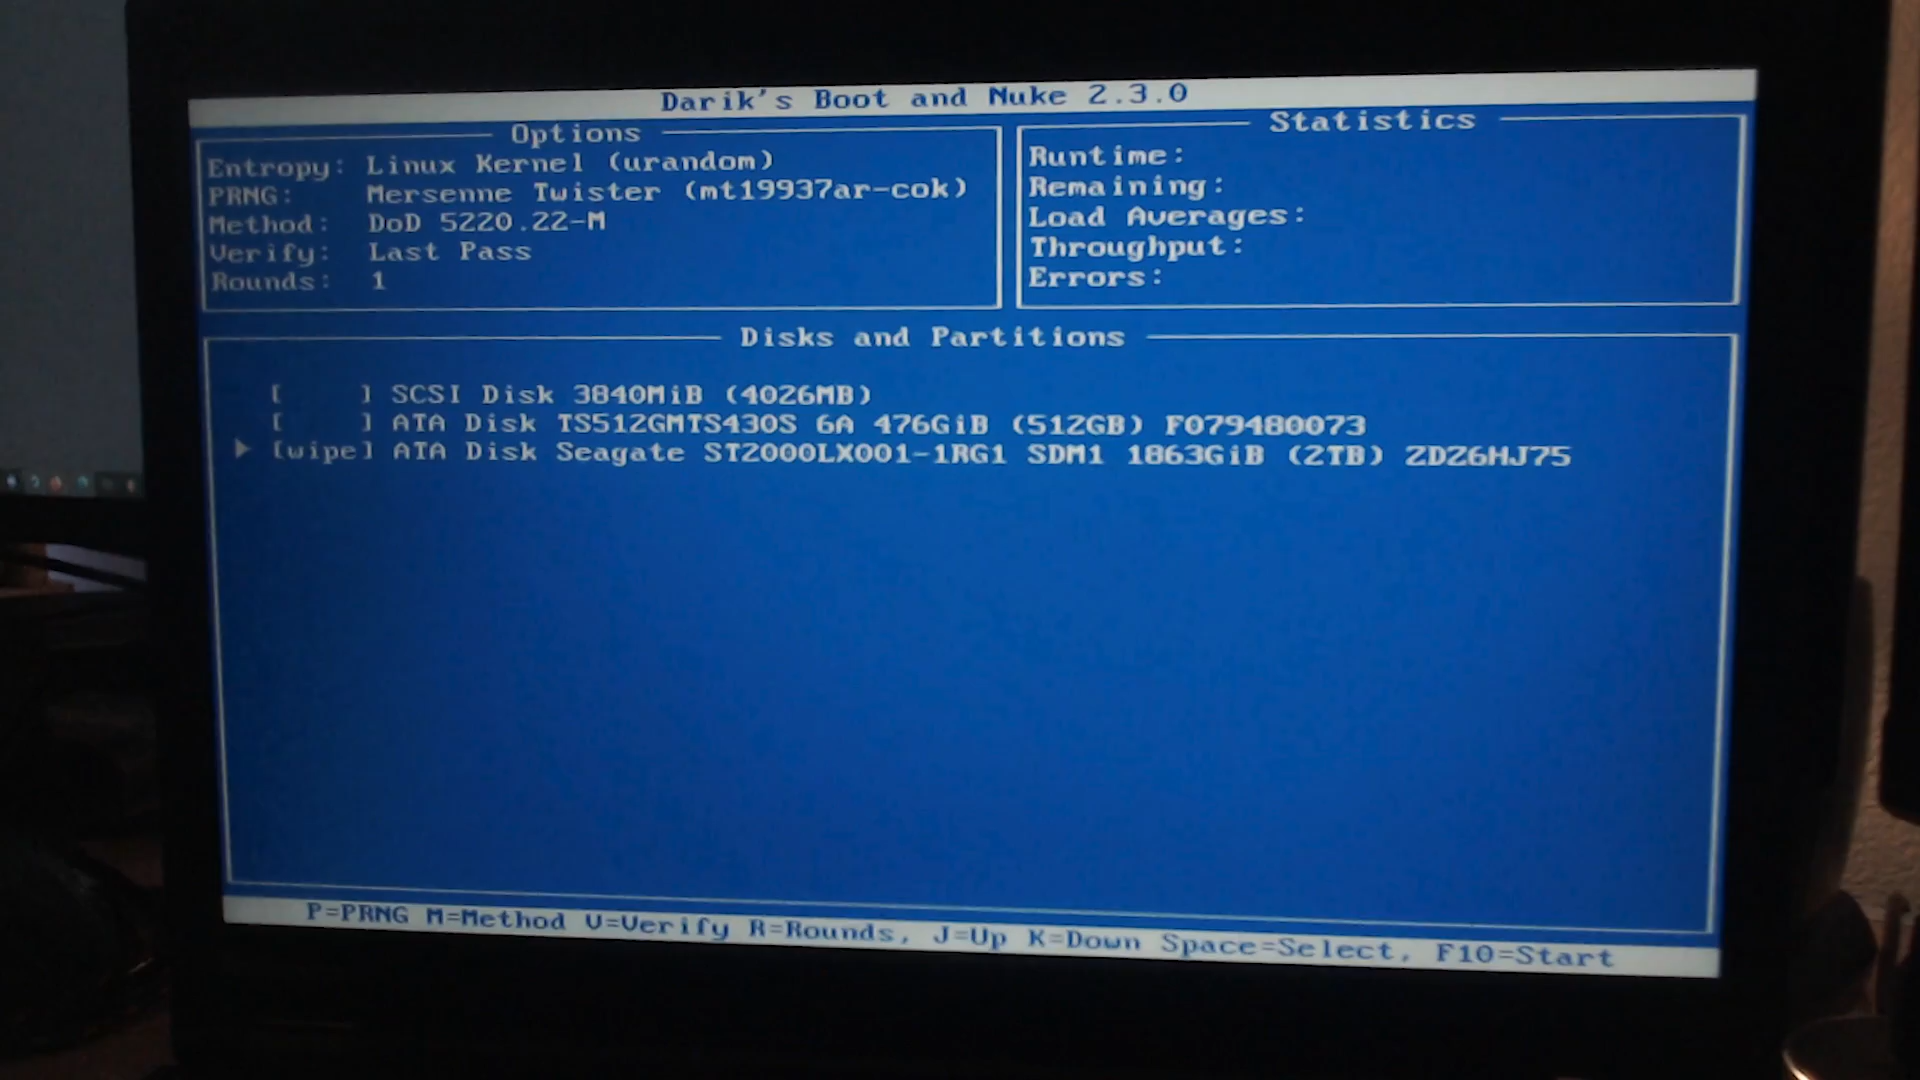 Darik's Boot and Nuke 2.3.0
Options
Entropy: Linux Kernel (urandom)
PRNG: Mersenne Twister (mt19937ar-cok)
Method: DoD 5220.22-M
Verify: Last Pass
Rounds: 1
Statistics
Runtime:
Remaining:
Load Averages:
Throughput:
Errors:
Disks and Partitions
[    ] SCSI Disk 3840MiB (4026MB)
[    ] ATA Disk TS512GMTS430S 6A 476GiB (512GB) F079480073
▶ [wipe] ATA Disk Seagate ST2000LX001-1RG1 SDM1 1863GiB (2TB) ZDZ6HJ75
P=PRNG M=Method V=Verify R=Rounds, J=Up K=Down Space=Select, F10=Start